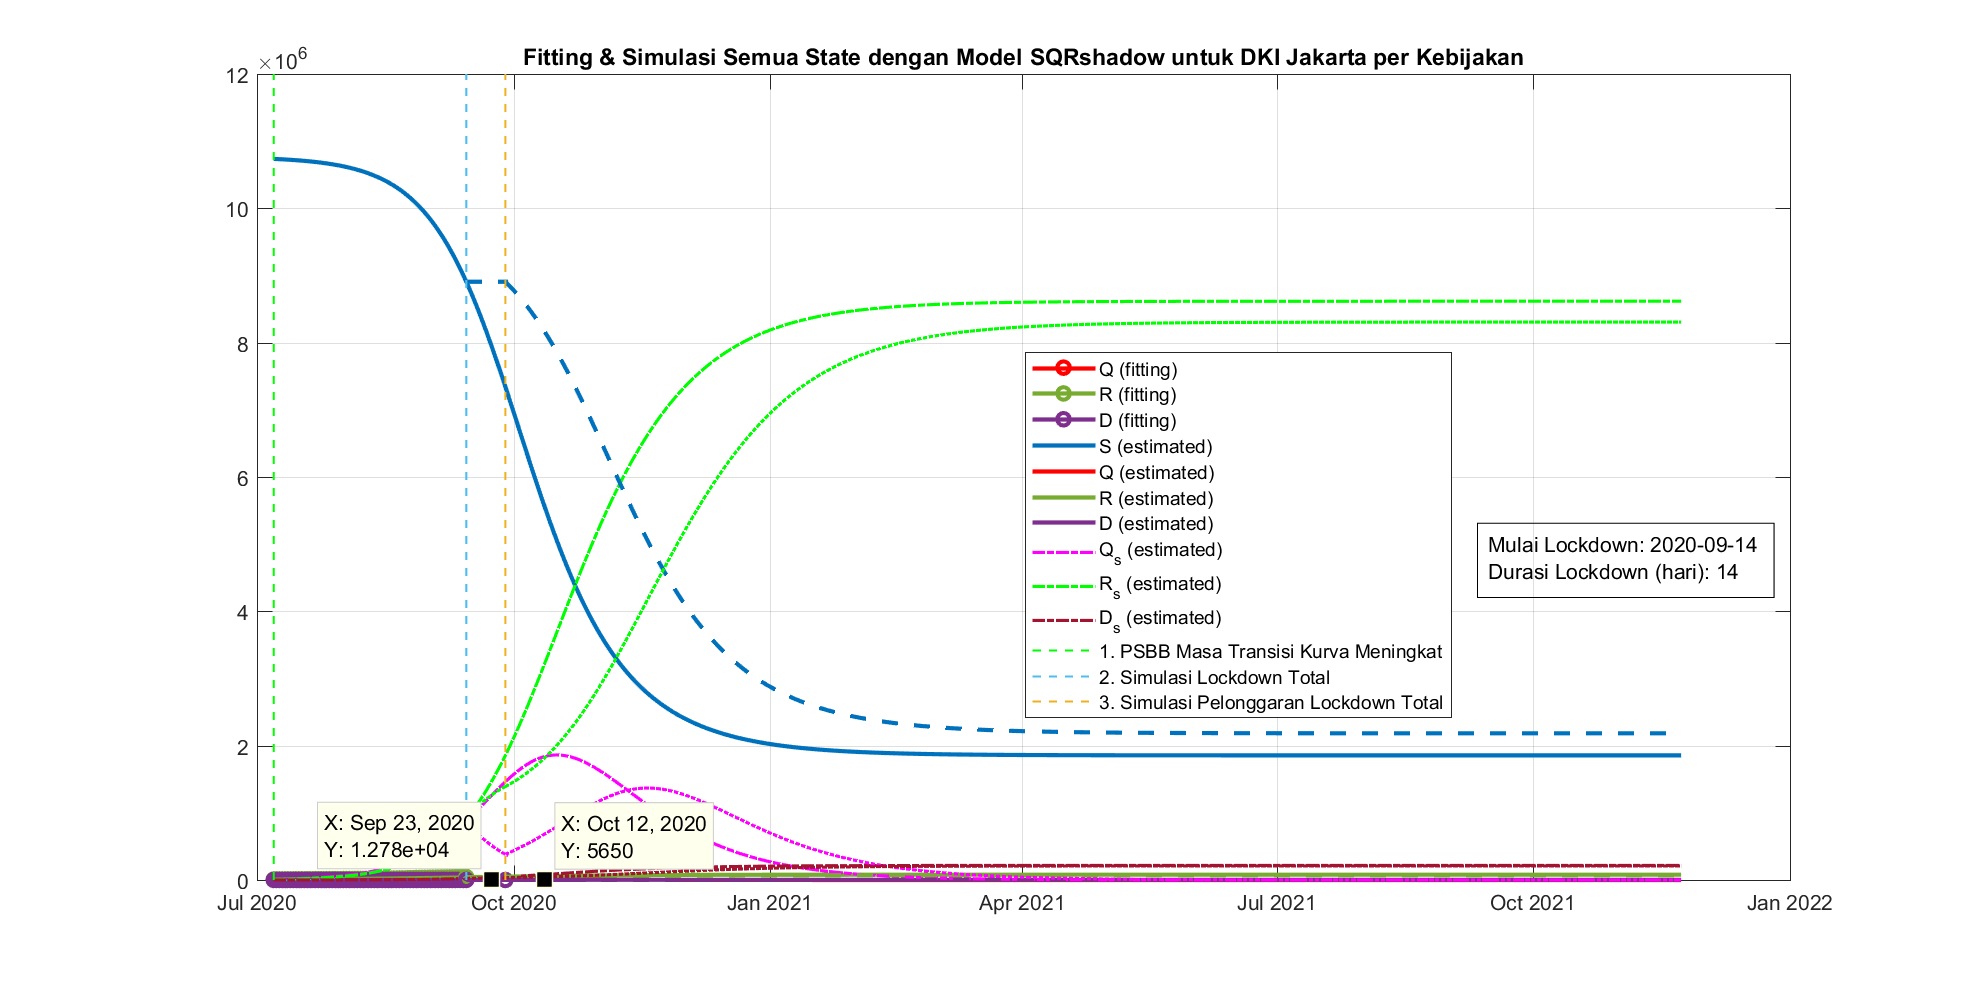 Fitting & Simulasi Semua State dengan Model SQRshadow untuk DKI Jakarta per Kebijakan
×10^6
12
10
8
6
4
2
0
Jul 2020
Oct 2020
Jan 2021
Apr 2021
Jul 2021
Oct 2021
Jan 2022
X: Sep 23, 2020
Y: 1.278e+04
X: Oct 12, 2020
Y: 5650
Q (fitting)
R (fitting)
D (fitting)
S (estimated)
Q (estimated)
R (estimated)
D (estimated)
Q_s (estimated)
R_s (estimated)
D_s (estimated)
1. PSBB Masa Transisi Kurva Meningkat
2. Simulasi Lockdown Total
3. Simulasi Pelonggaran Lockdown Total
Mulai Lockdown: 2020-09-14
Durasi Lockdown (hari): 14